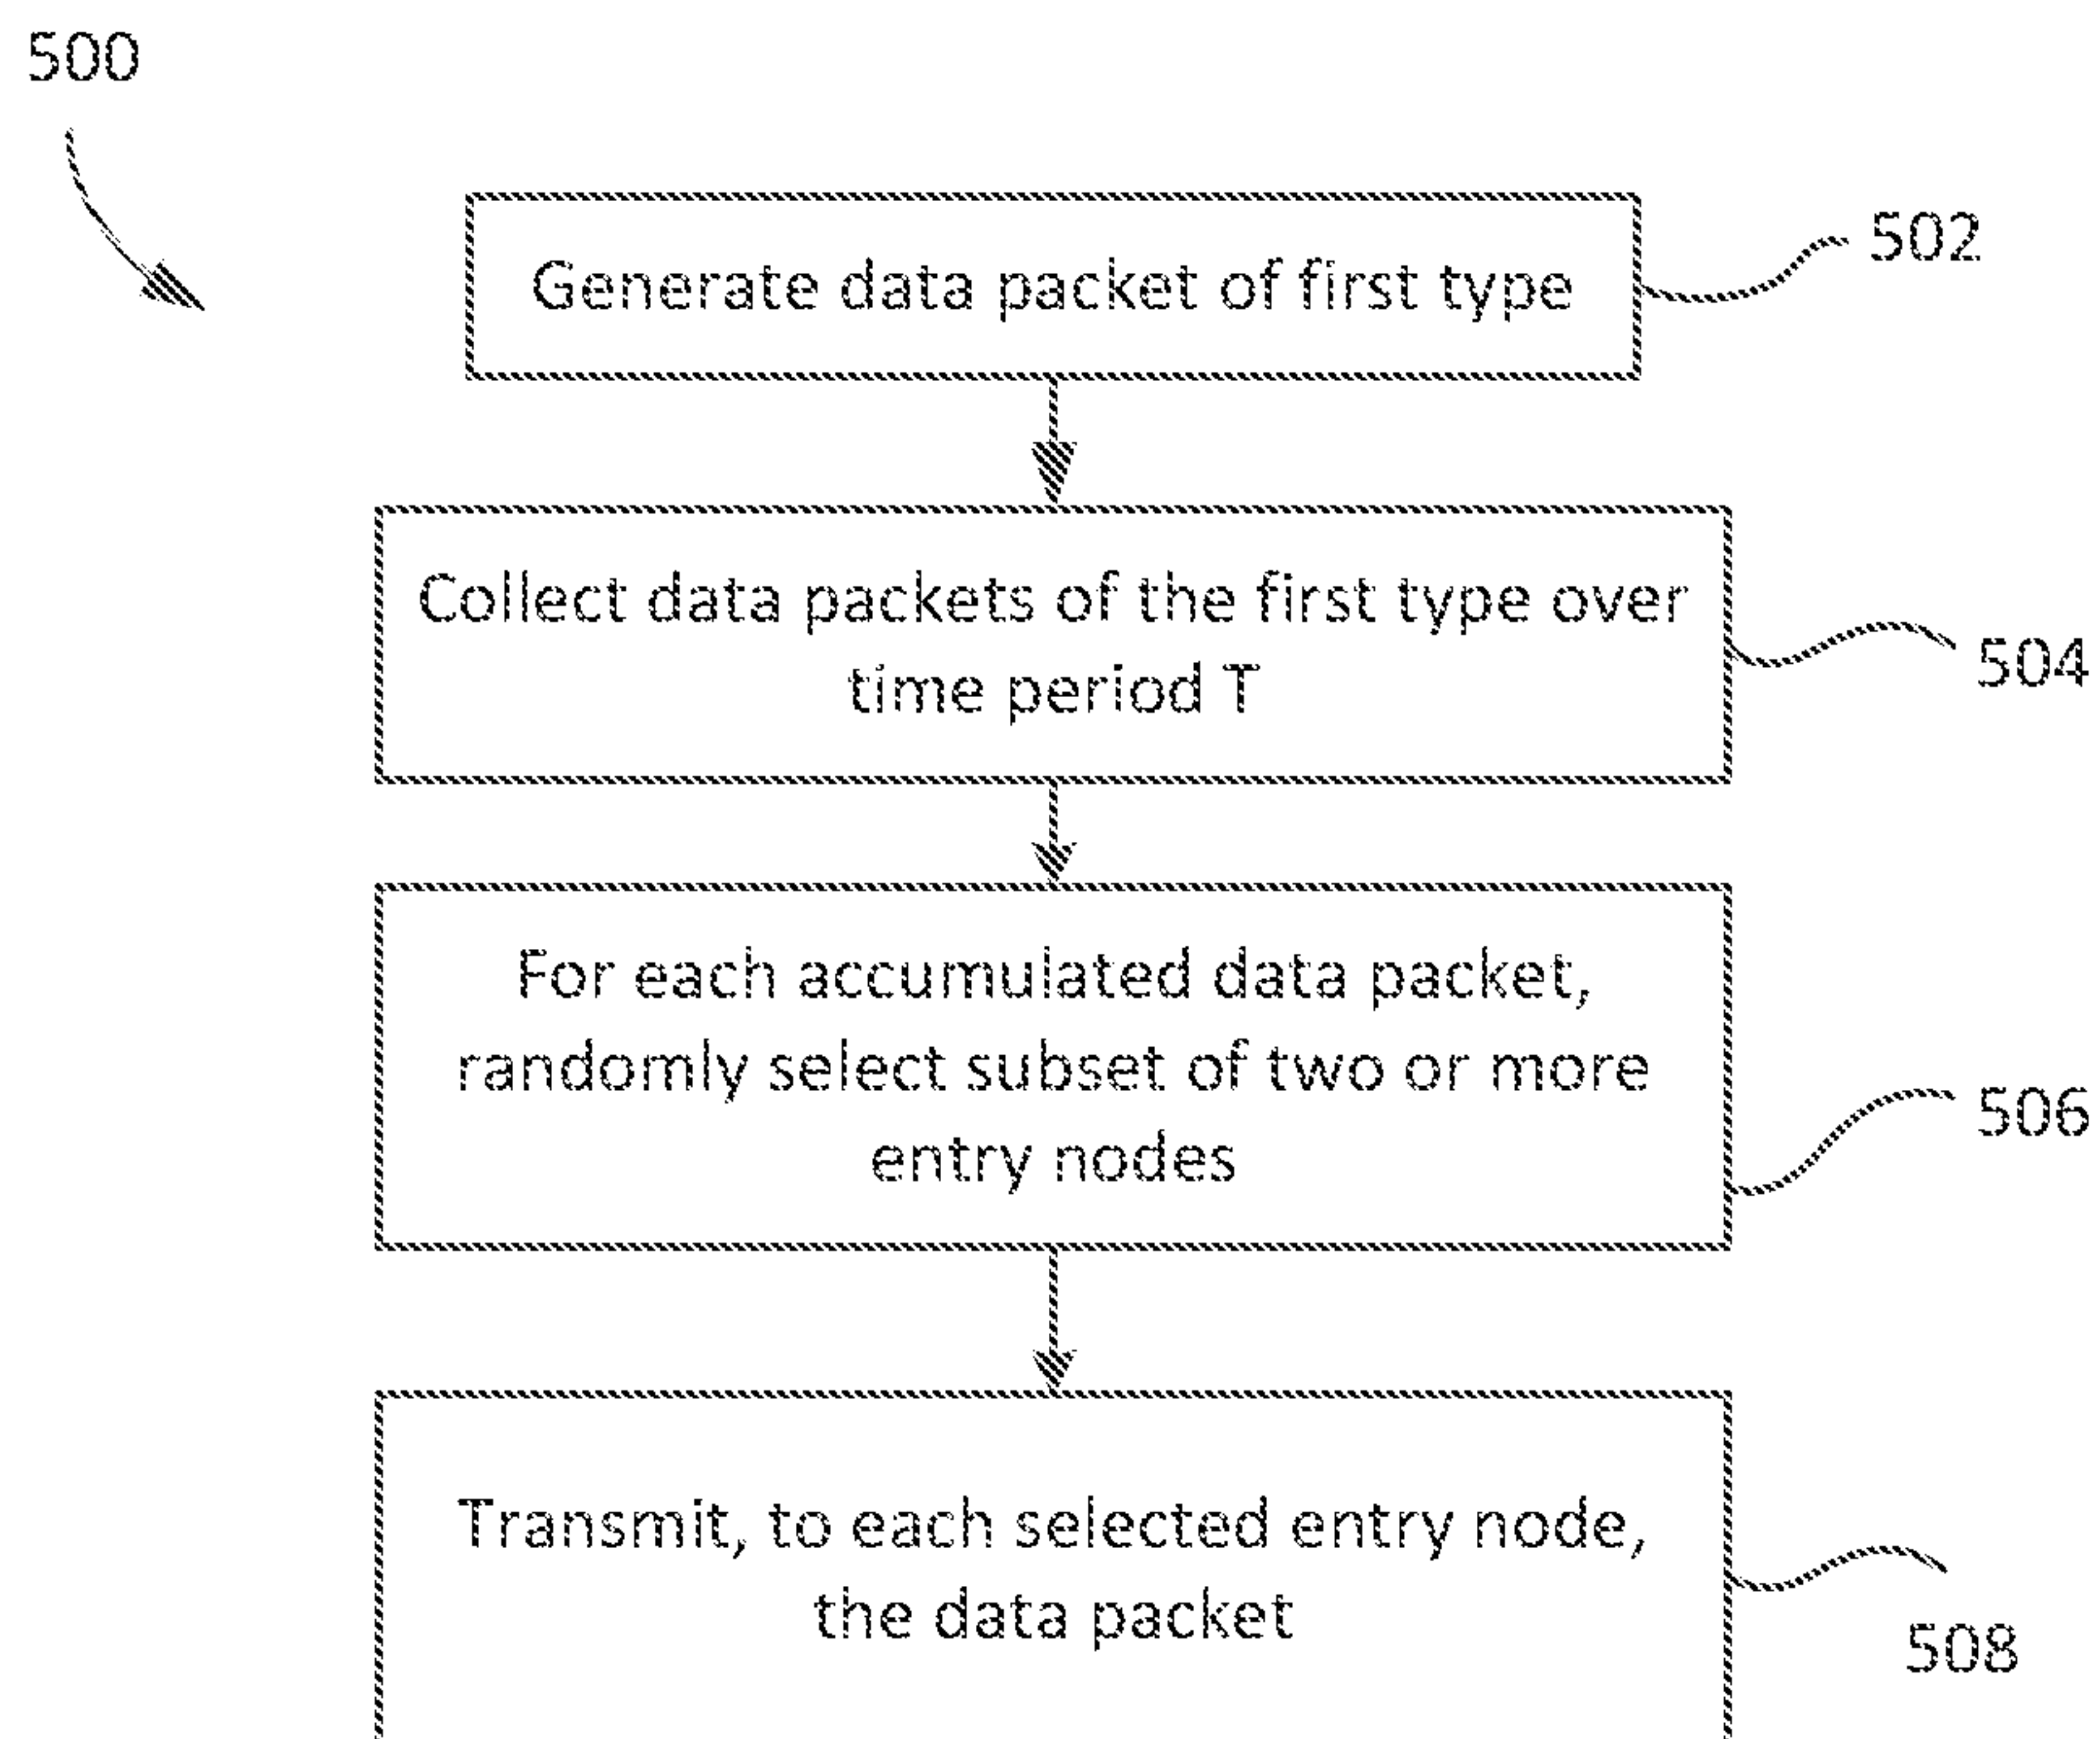 500
Generate data packet of first type
502
Collect data packets of the first type over
time period T
504
For each accumulated data packet,
randomly select subset of two or more
entry nodes
506
Transmit, to each selected entry node,
the data packet
508